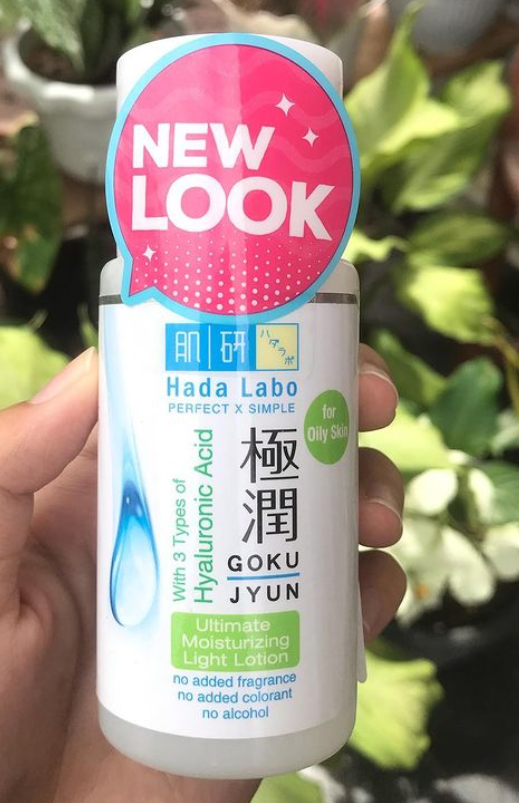 NEW
LOOK
肌研
ハダラボ
Hada Labo
PERFECT X SIMPLE
for
Oily Skin
With 3 Types of
Hyaluronic Acid
極潤
GOKU
JYUN
Ultimate
Moisturizing
Light Lotion
no added fragrance
no added colorant
no alcohol